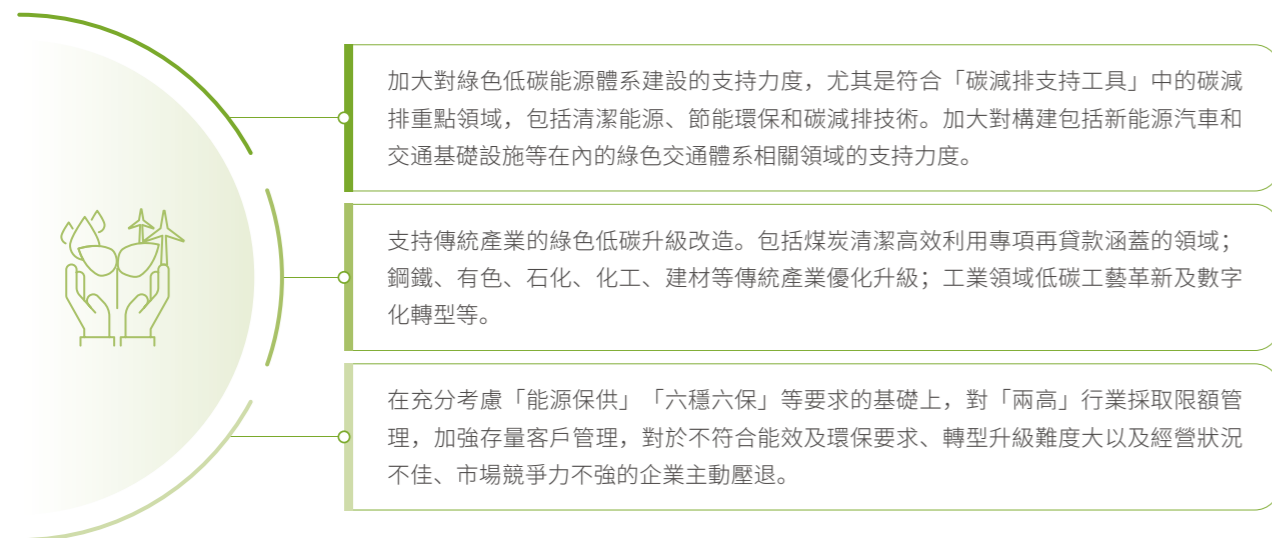 加大對綠色低碳能源體系建設的支持力度，尤其是符合「碳減排支持工具」中的碳減
排重點領域，包括清潔能源、節能環保和碳減排技術。加大對構建包括新能源汽車和
交通基礎設施等在內的綠色交通體系相關領域的支持力度。
支持傳統產業的綠色低碳升級改造。包括煤炭清潔高效利用專項再貸款涵蓋的領域；
鋼鐵、有色、石化、化工、建材等傳統產業優化升級；工業領域低碳工藝革新及數字
化轉型等。
在充分考慮「能源保供」「六穩六保」等要求的基礎上，對「兩高」行業採取限額管
理，加強存量客戶管理，對於不符合能效及環保要求、轉型升級難度大以及經營狀況
不佳、市場競爭力不強的企業主動壓退。